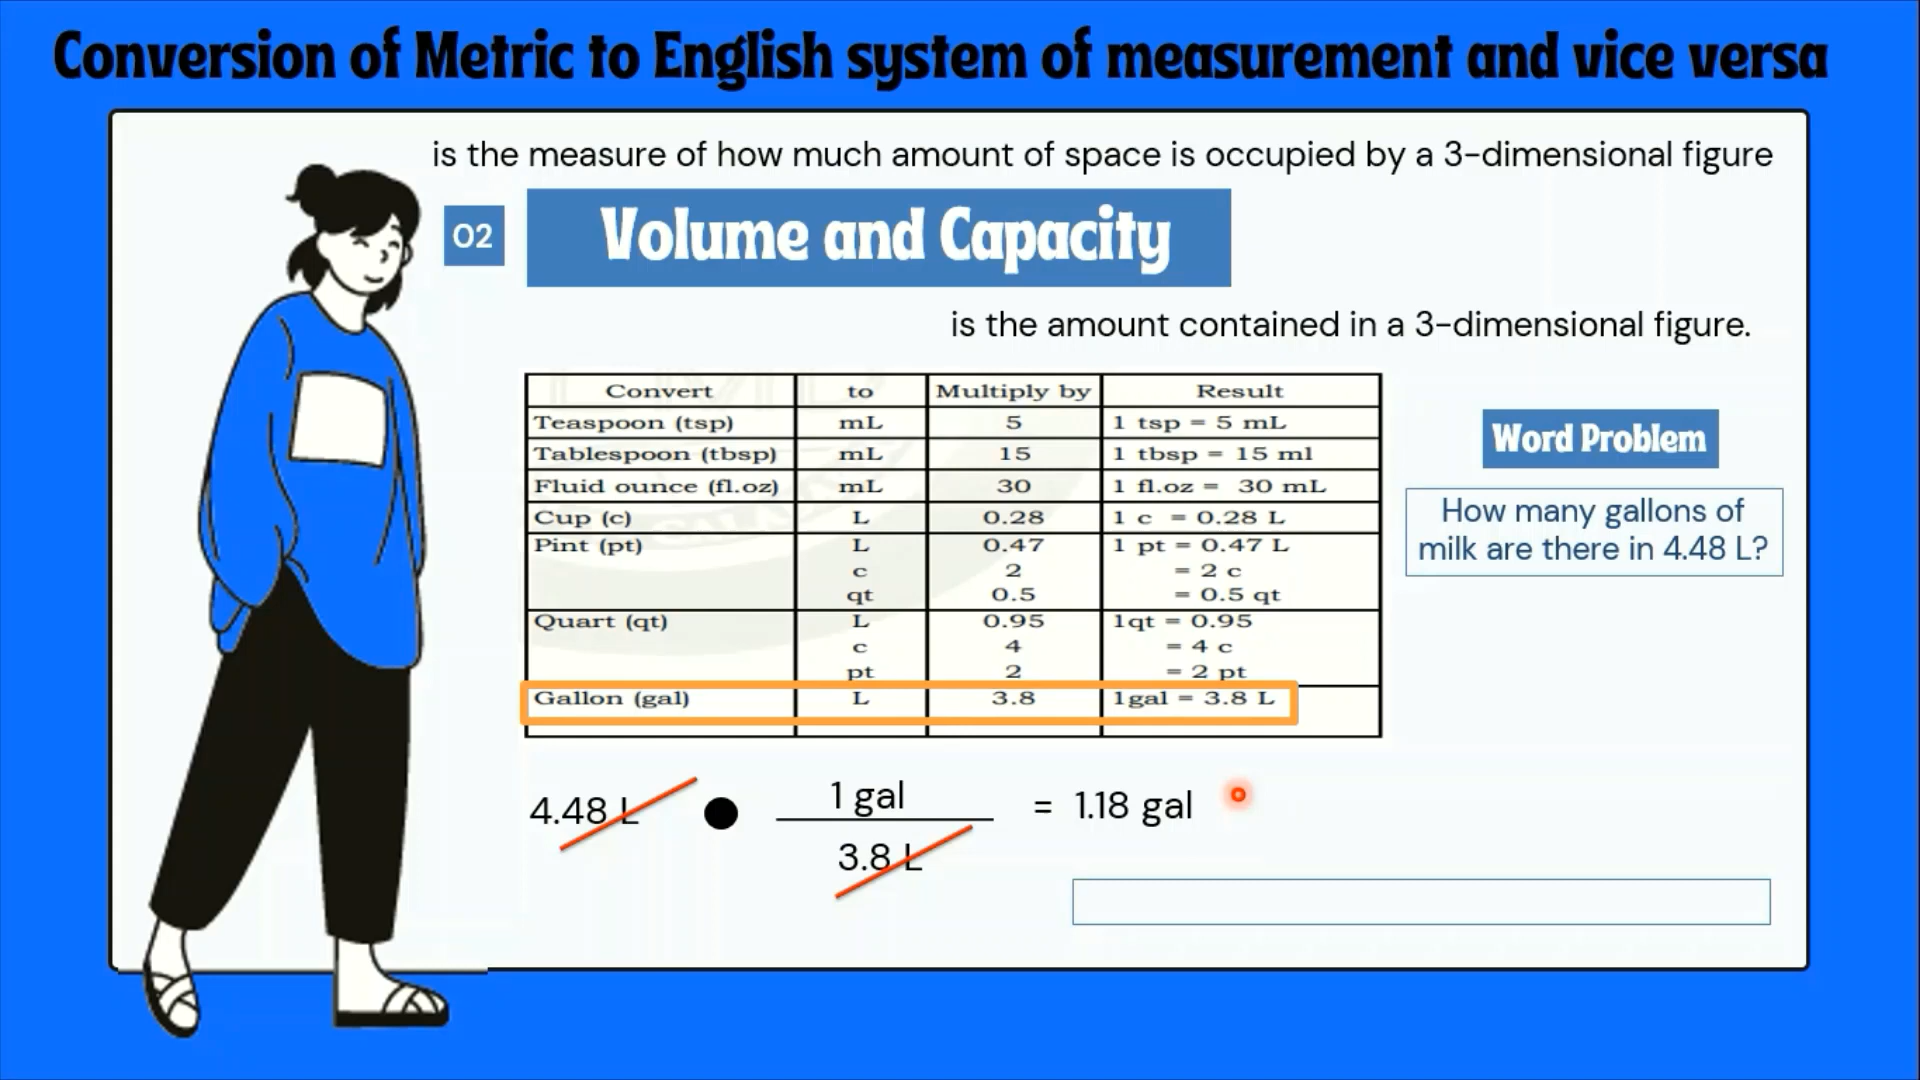 Conversion of Metric to English system of measurement and vice versa
is the measure of how much amount of space is occupied by a 3-dimensional figure
02
Volume and Capacity
is the amount contained in a 3-dimensional figure.
Convert to Multiply by Result
Teaspoon (tsp) mL 5 1 tsp = 5 mL
Tablespoon (tbsp) mL 15 1 tbsp = 15 ml
Fluid ounce (fl.oz) mL 30 1 fl.oz = 30 mL
Cup (c) L 0.28 1 c = 0.28 L
Pint (pt) L 0.47 1 pt = 0.47 L
c 2 = 2 c
qt 0.5 = 0.5 qt
Quart (qt) L 0.95 1qt = 0.95
c 4 = 4 c
pt 2 = 2 pt
Gallon (gal) L 3.8 1gal = 3.8 L
Word Problem
How many gallons of
milk are there in 4.48 L?
1 gal
4.48 L ● = 1.18 gal
3.8 L